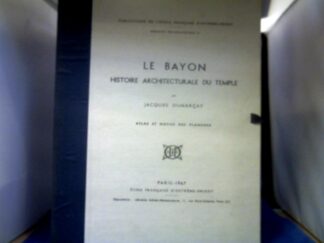 PUBLICATIONS DE L'ÉCOLE FRANÇAISE D'EXTRÊME-ORIENT
LE BAYON
HISTOIRE ARCHITECTURALE DU TEMPLE
JACQUES DUMARÇAY
ATLAS ET NOTICE DES PLANCHES
PARIS · 1967
ÉCOLE FRANÇAISE D'EXTRÊME-ORIENT